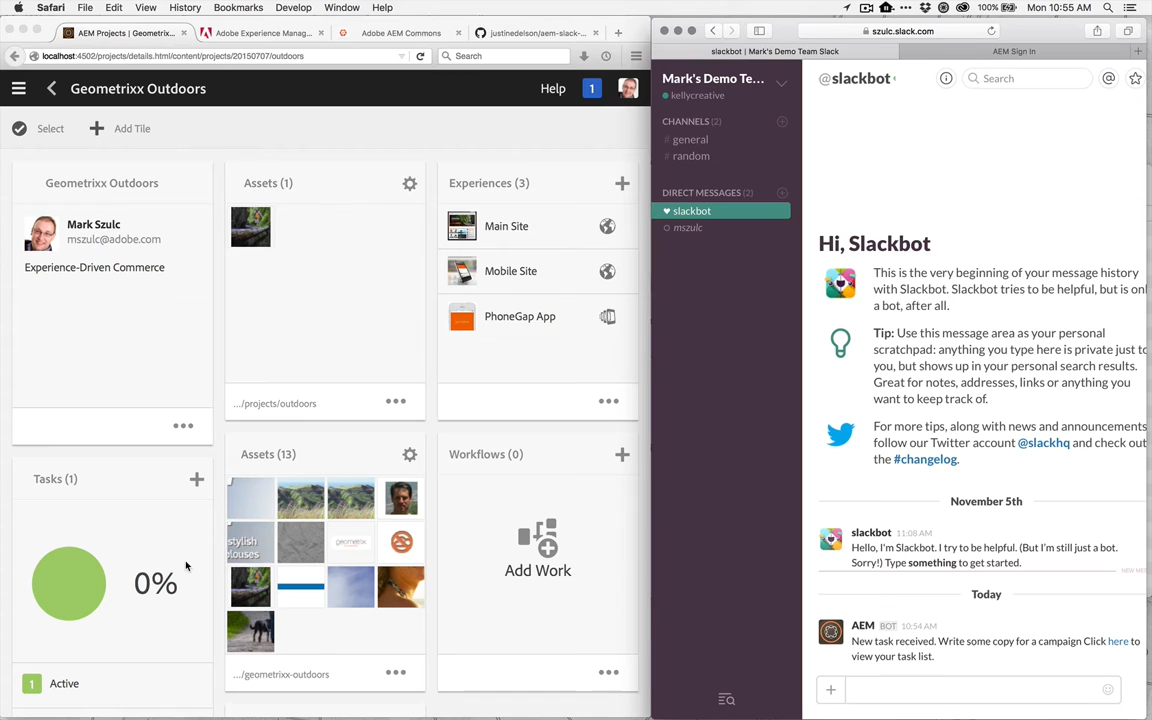 Safari File Edit View History Bookmarks Develop Window Help
100% Mon 10:55 AM
AEM Projects | Geometrixx...
Adobe Experience Manag...
Adobe AEM Commons
justinedelson/aem-slack-...
localhost:4502/projects/details.html/content/projects/20150707/outdoors
Search
Geometrixx Outdoors
Help
1
Select
Add Tile
Geometrixx Outdoors
Mark Szulc
mszulc@adobe.com
Experience-Driven Commerce
Assets (1)
.../projects/outdoors
Experiences (3)
Main Site
Mobile Site
PhoneGap App
Tasks (1)
0%
1 Active
Assets (13)
stylish
blouses
geometrixx
.../geometrixx-outdoors
Workflows (0)
Add Work
szulc.slack.com
slackbot | Mark's Demo Team Slack
AEM Sign In
Mark's Demo Te...
kellycreative
CHANNELS (2)
# general
# random
DIRECT MESSAGES (2)
slackbot
mszulc
@slackbot
Search
Hi, Slackbot
This is the very beginning of your message history
with Slackbot. Slackbot tries to be helpful, but is onl
a bot, after all.
Tip: Use this message area as your personal
scratchpad: anything you type here is private just to
you, but shows up in your personal search results.
Great for notes, addresses, links or anything you
want to keep track of.
For more tips, along with news and announcements,
follow our Twitter account @slackhq and check out
the #changelog.
November 5th
slackbot 11:08 AM
Hello, I'm Slackbot. I try to be helpful. (But I'm still just a bot.
Sorry!) Type something to get started.
NEW MES
Today
AEM BOT 10:54 AM
New task received. Write some copy for a campaign Click here to
view your task list.